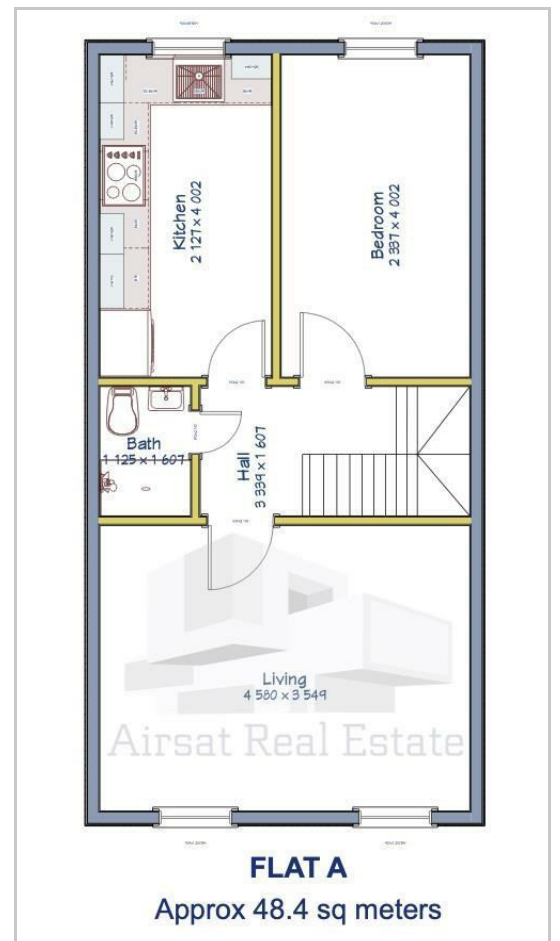 Kitchen
2 127 x 4 002
Bedroom
2 337 x 4 002
Bath
1 125 x 1 607
Hall
3 339 x 1 607
Living
4 580 x 3 549
Airsat Real Estate
FLAT A
Approx 48.4 sq meters